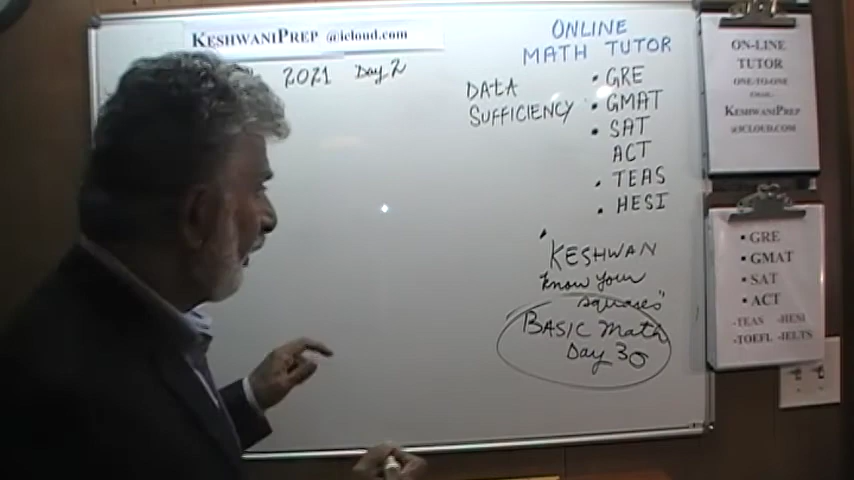 KESHWANIPREP @icloud.com
2021 Day 2
DATA
SUFFICIENCY
ONLINE
MATH TUTOR
• GRE
• GMAT
• SAT
ACT
• TEAS
• HESI
KESHWAN
know your
squares"
BASIC Math
Day 30
ON-LINE
TUTOR
ONE-TO-ONE
KESHWANIPREP
@ICLOUD.COM
• GRE
• GMAT
• SAT
• ACT
-TEAS -HESI
-TOEFL -IELTS